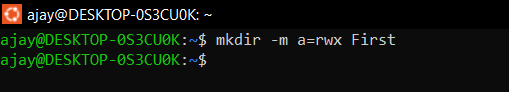 ajay@DESKTOP-0S3CU0K: ~
ajay@DESKTOP-0S3CU0K:~$ mkdir -m a=rwx First
ajay@DESKTOP-0S3CU0K:~$